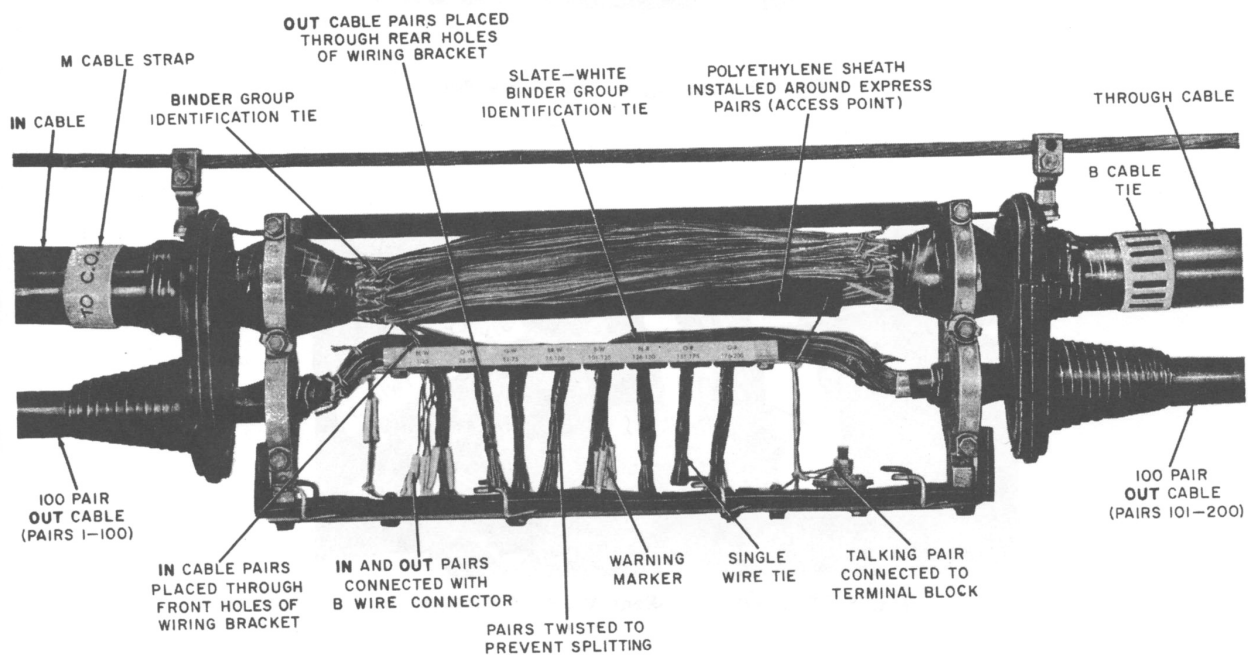 OUT CABLE PAIRS PLACED
THROUGH REAR HOLES
OF WIRING BRACKET
M CABLE STRAP
BINDER GROUP
IDENTIFICATION TIE
SLATE-WHITE
BINDER GROUP
IDENTIFICATION TIE
POLYETHYLENE SHEATH
INSTALLED AROUND EXPRESS
PAIRS (ACCESS POINT)
THROUGH CABLE
IN CABLE
B CABLE
TIE
TO C.O.
100 PAIR
OUT CABLE
(PAIRS 1-100)
100 PAIR
OUT CABLE
(PAIRS 101-200)
IN CABLE PAIRS
PLACED THROUGH
FRONT HOLES OF
WIRING BRACKET
IN AND OUT PAIRS
CONNECTED WITH
B WIRE CONNECTOR
PAIRS TWISTED TO
PREVENT SPLITTING
WARNING
MARKER
SINGLE
WIRE TIE
TALKING PAIR
CONNECTED TO
TERMINAL BLOCK